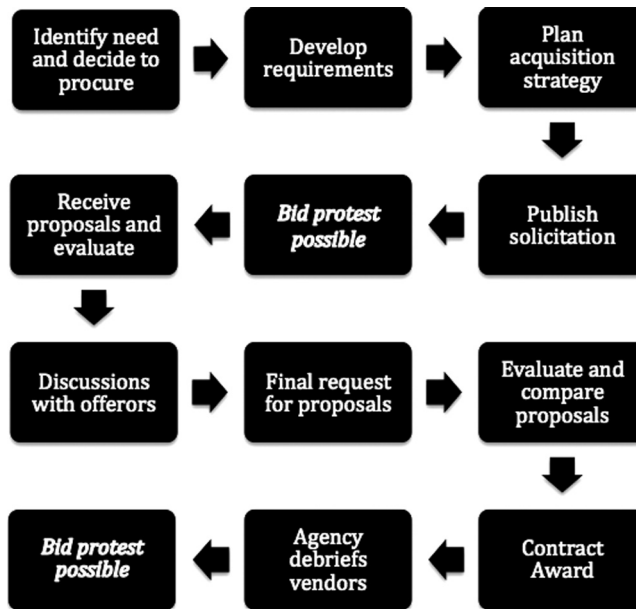 Identify need
and decide to
procure
Develop
requirements
Plan
acquisition
strategy
Publish
solicitation
Bid protest
possible
Receive
proposals and
evaluate
Discussions
with offerors
Final request
for proposals
Evaluate and
compare
proposals
Contract
Award
Agency
debriefs
vendors
Bid protest
possible